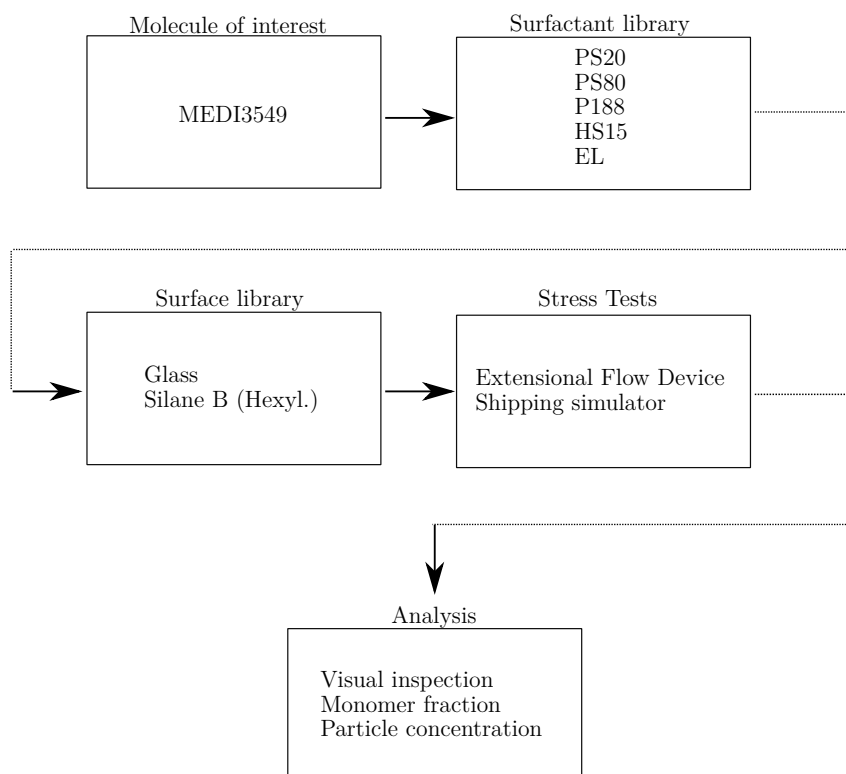 Molecule of interest
MEDI3549
Surfactant library
PS20
PS80
P188
HS15
EL
Surface library
Glass
Silane B (Hexyl.)
Stress Tests
Extensional Flow Device
Shipping simulator
Analysis
Visual inspection
Monomer fraction
Particle concentration